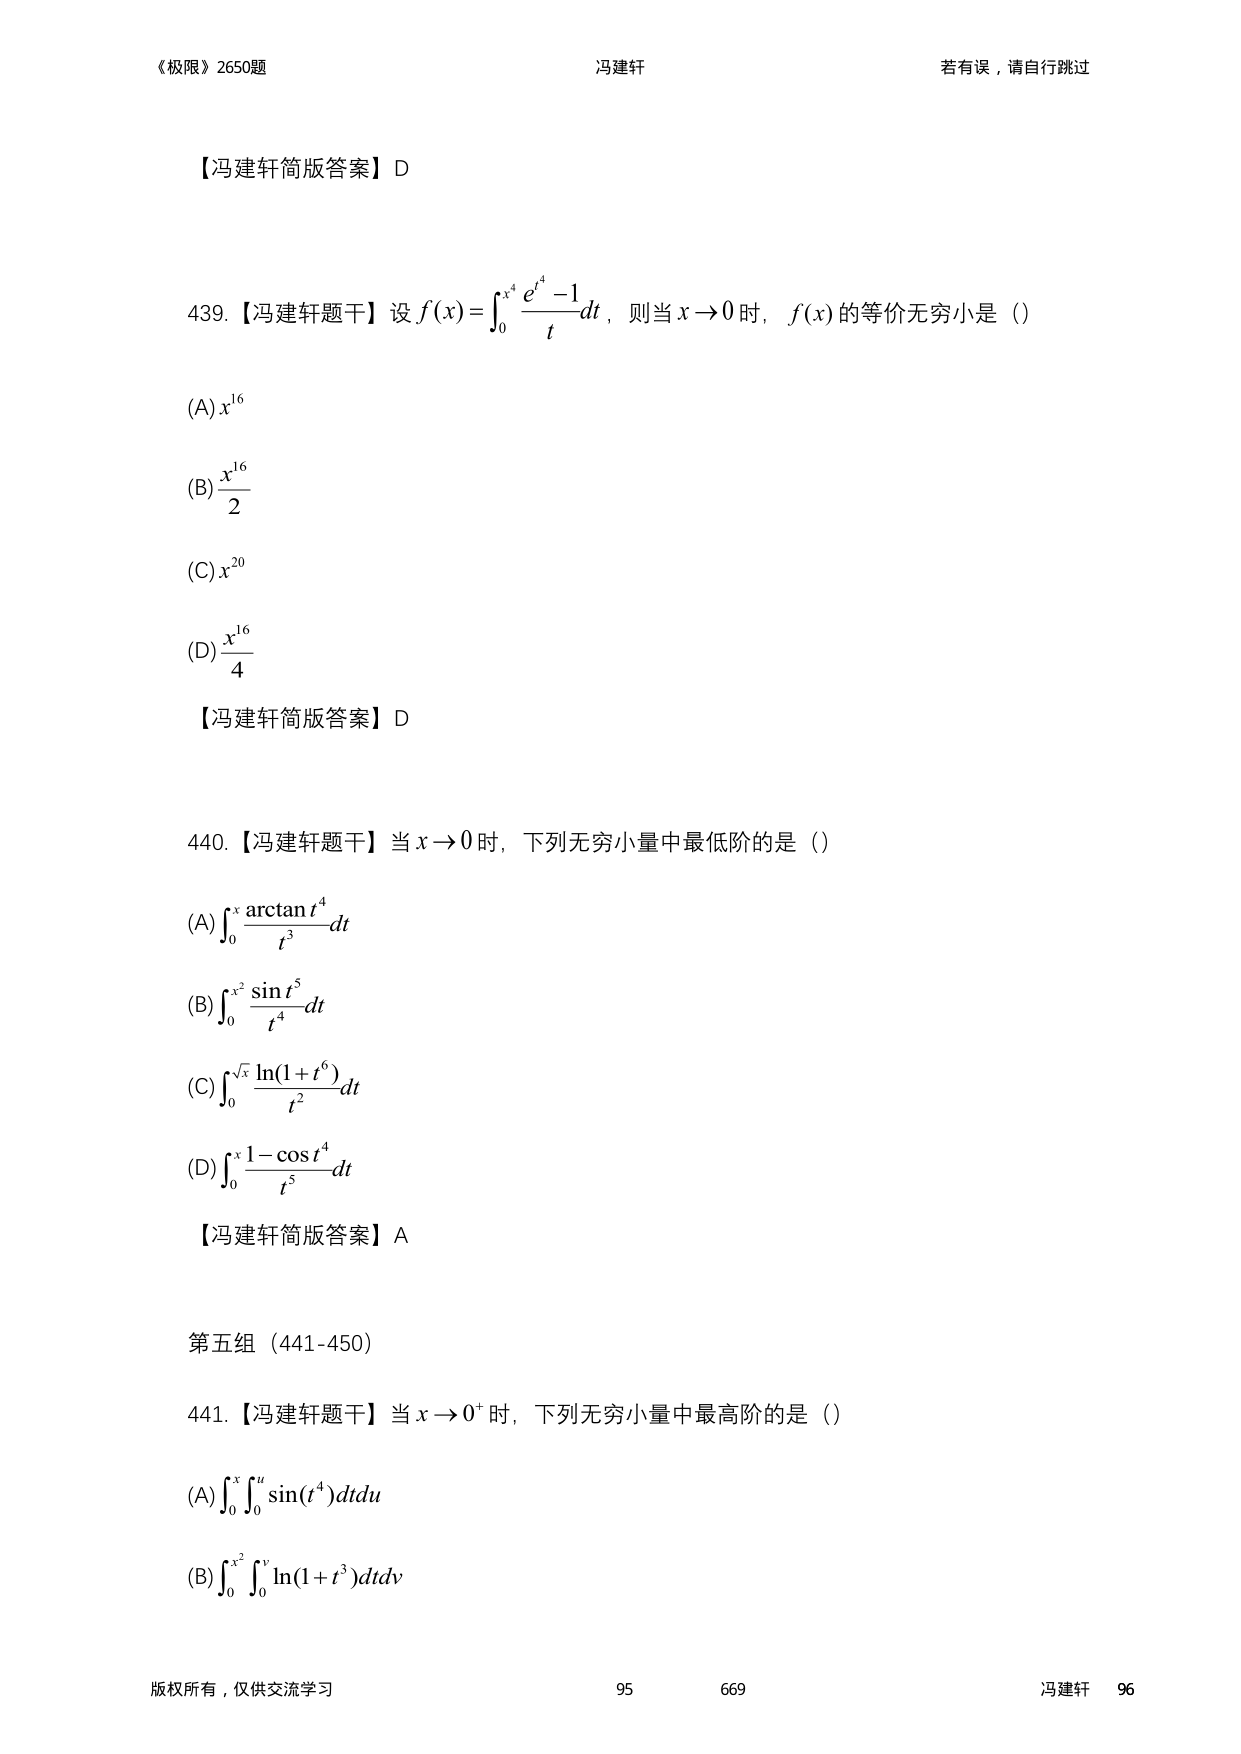 《极限》2650题 冯建轩 若有误，请自行跳过
【冯建轩简版答案】D
439.【冯建轩题干】设 $f(x)=\int_0^{x^4}\frac{e^{t^4}-1}{t}dt$，则当 $x\to 0$ 时，$f(x)$ 的等价无穷小是（）
(A) $x^{16}$
(B) $\frac{x^{16}}{2}$
(C) $x^{20}$
(D) $\frac{x^{16}}{4}$
【冯建轩简版答案】D
440.【冯建轩题干】当 $x\to 0$ 时，下列无穷小量中最低阶的是（）
(A) $\int_0^{x}\frac{\arctan t^4}{t^3}dt$
(B) $\int_0^{x^2}\frac{\sin t^5}{t^4}dt$
(C) $\int_0^{\sqrt{x}}\frac{\ln(1+t^6)}{t^2}dt$
(D) $\int_0^{x}\frac{1-\cos t^4}{t^5}dt$
【冯建轩简版答案】A
第五组（441-450）
441.【冯建轩题干】当 $x\to 0^+$ 时，下列无穷小量中最高阶的是（）
(A) $\int_0^{x}\int_0^{u}\sin(t^4)dtdu$
(B) $\int_0^{x^2}\int_0^{v}\ln(1+t^3)dtdv$
版权所有，仅供交流学习 95 669 冯建轩 96